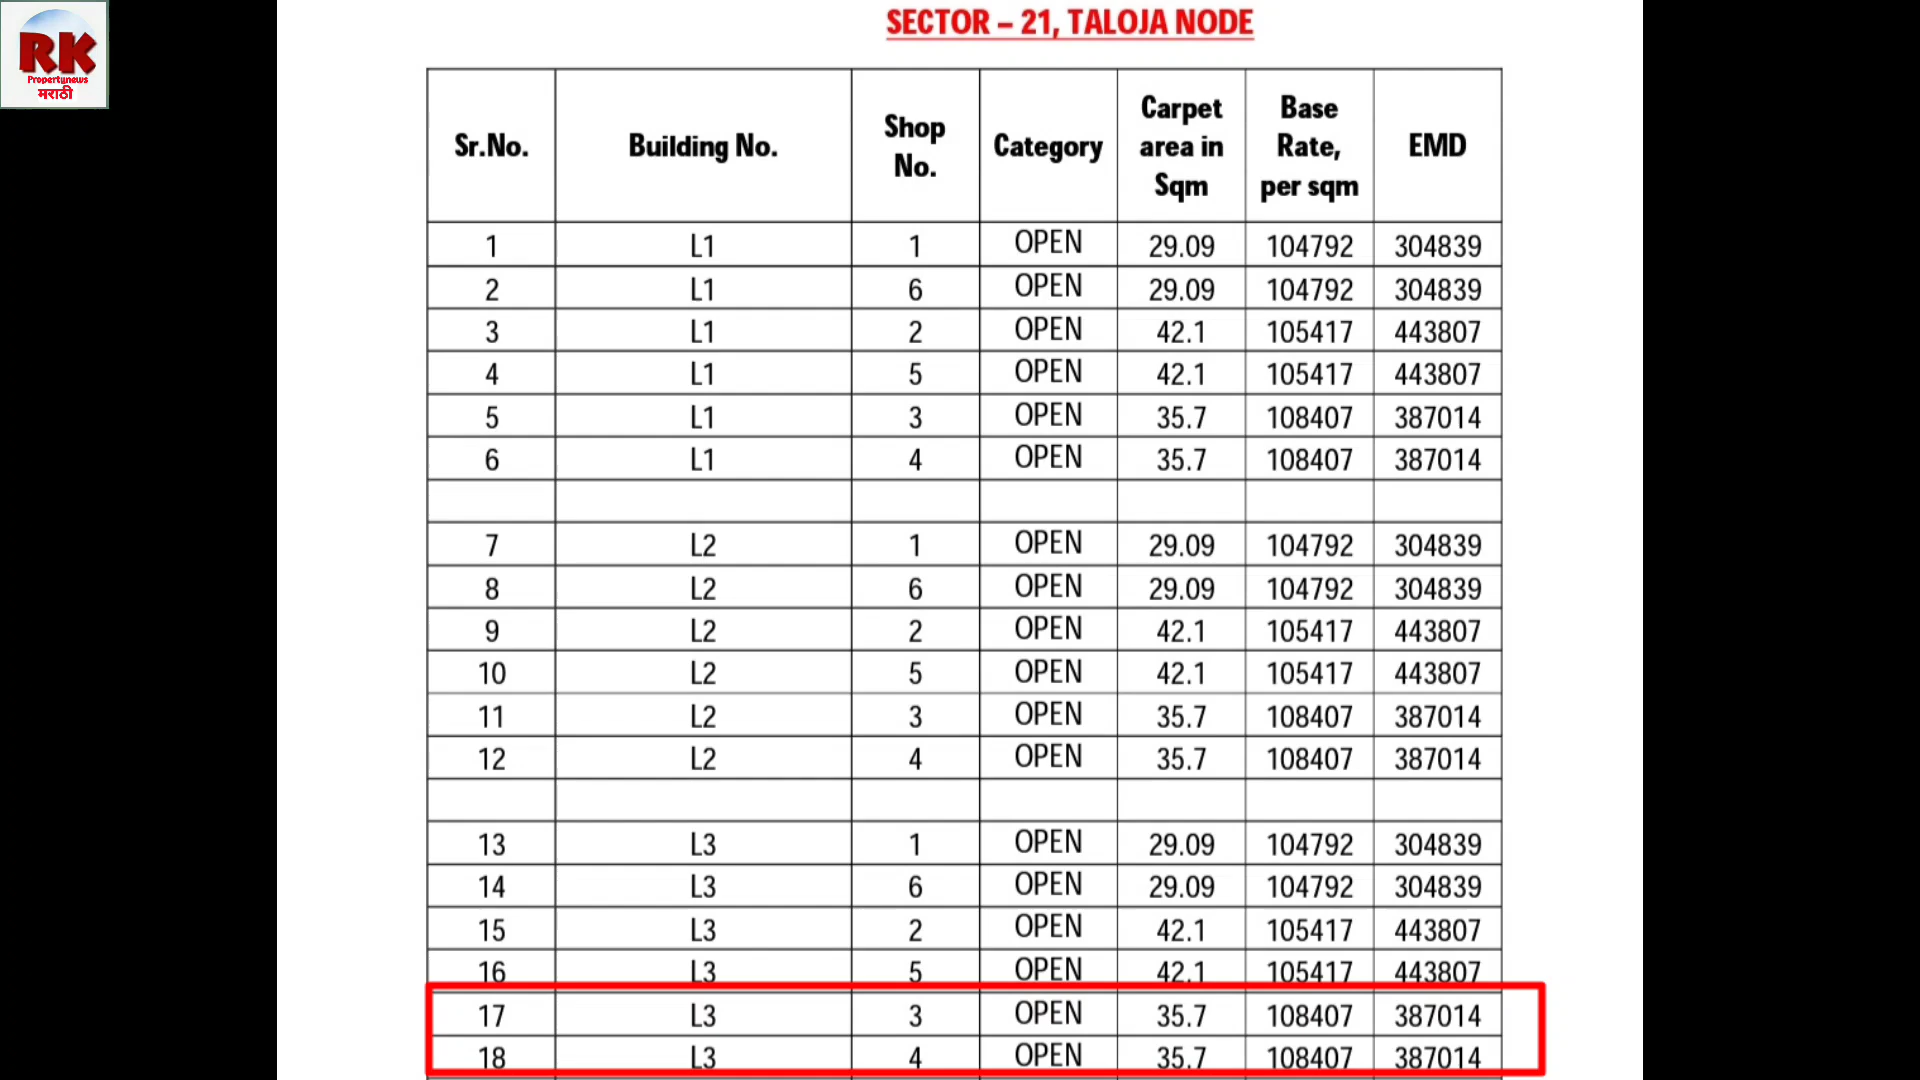 RK
Propertynews
मराठी
SECTOR – 21, TALOJA NODE
Sr.No. Building No. Shop No. Category Carpet area in Sqm Base Rate, per sqm EMD
1 L1 1 OPEN 29.09 104792 304839
2 L1 6 OPEN 29.09 104792 304839
3 L1 2 OPEN 42.1 105417 443807
4 L1 5 OPEN 42.1 105417 443807
5 L1 3 OPEN 35.7 108407 387014
6 L1 4 OPEN 35.7 108407 387014
7 L2 1 OPEN 29.09 104792 304839
8 L2 6 OPEN 29.09 104792 304839
9 L2 2 OPEN 42.1 105417 443807
10 L2 5 OPEN 42.1 105417 443807
11 L2 3 OPEN 35.7 108407 387014
12 L2 4 OPEN 35.7 108407 387014
13 L3 1 OPEN 29.09 104792 304839
14 L3 6 OPEN 29.09 104792 304839
15 L3 2 OPEN 42.1 105417 443807
16 L3 5 OPEN 42.1 105417 443807
17 L3 3 OPEN 35.7 108407 387014
18 L3 4 OPEN 35.7 108407 387014